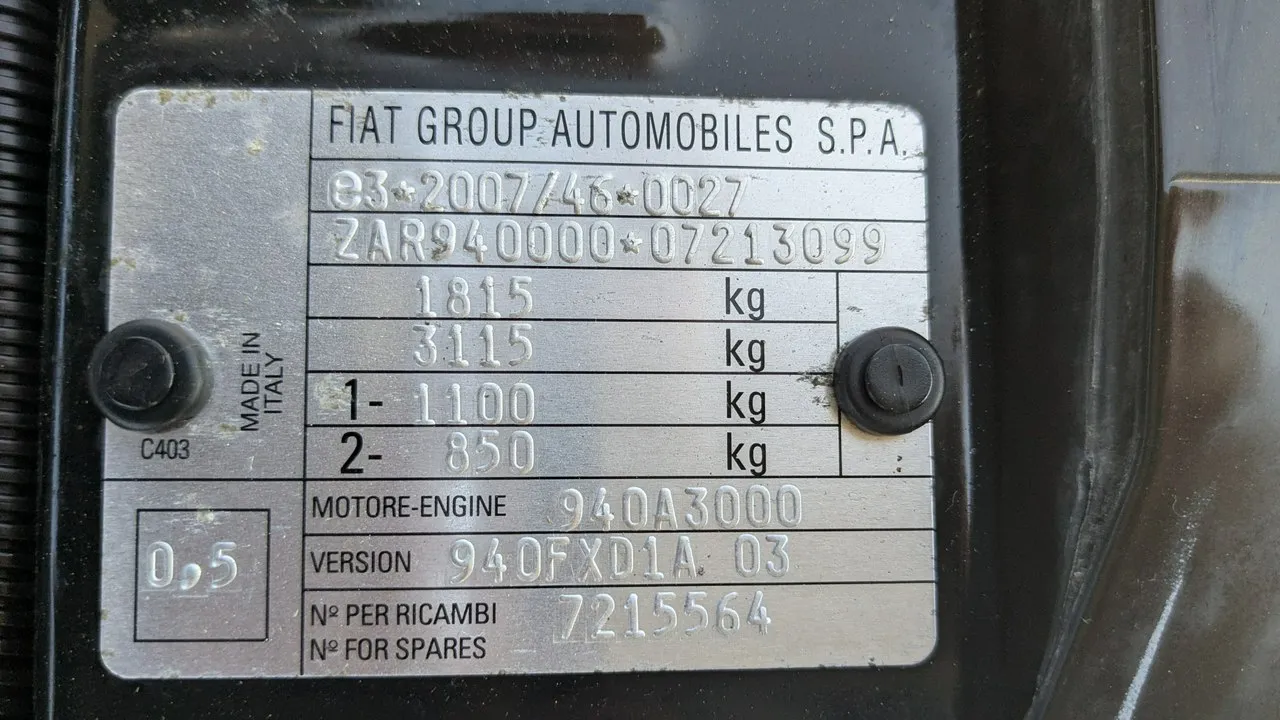 FIAT GROUP AUTOMOBILES S.P.A.
e3*2007/46*0027
ZAR940000*07213099
1815 kg
3115 kg
1- 1100 kg
2- 850 kg
MADE IN
ITALY
C403
MOTORE-ENGINE 940A3000
VERSION 940FXD1A 03
0,5
Nº PER RICAMBI 7215564
Nº FOR SPARES